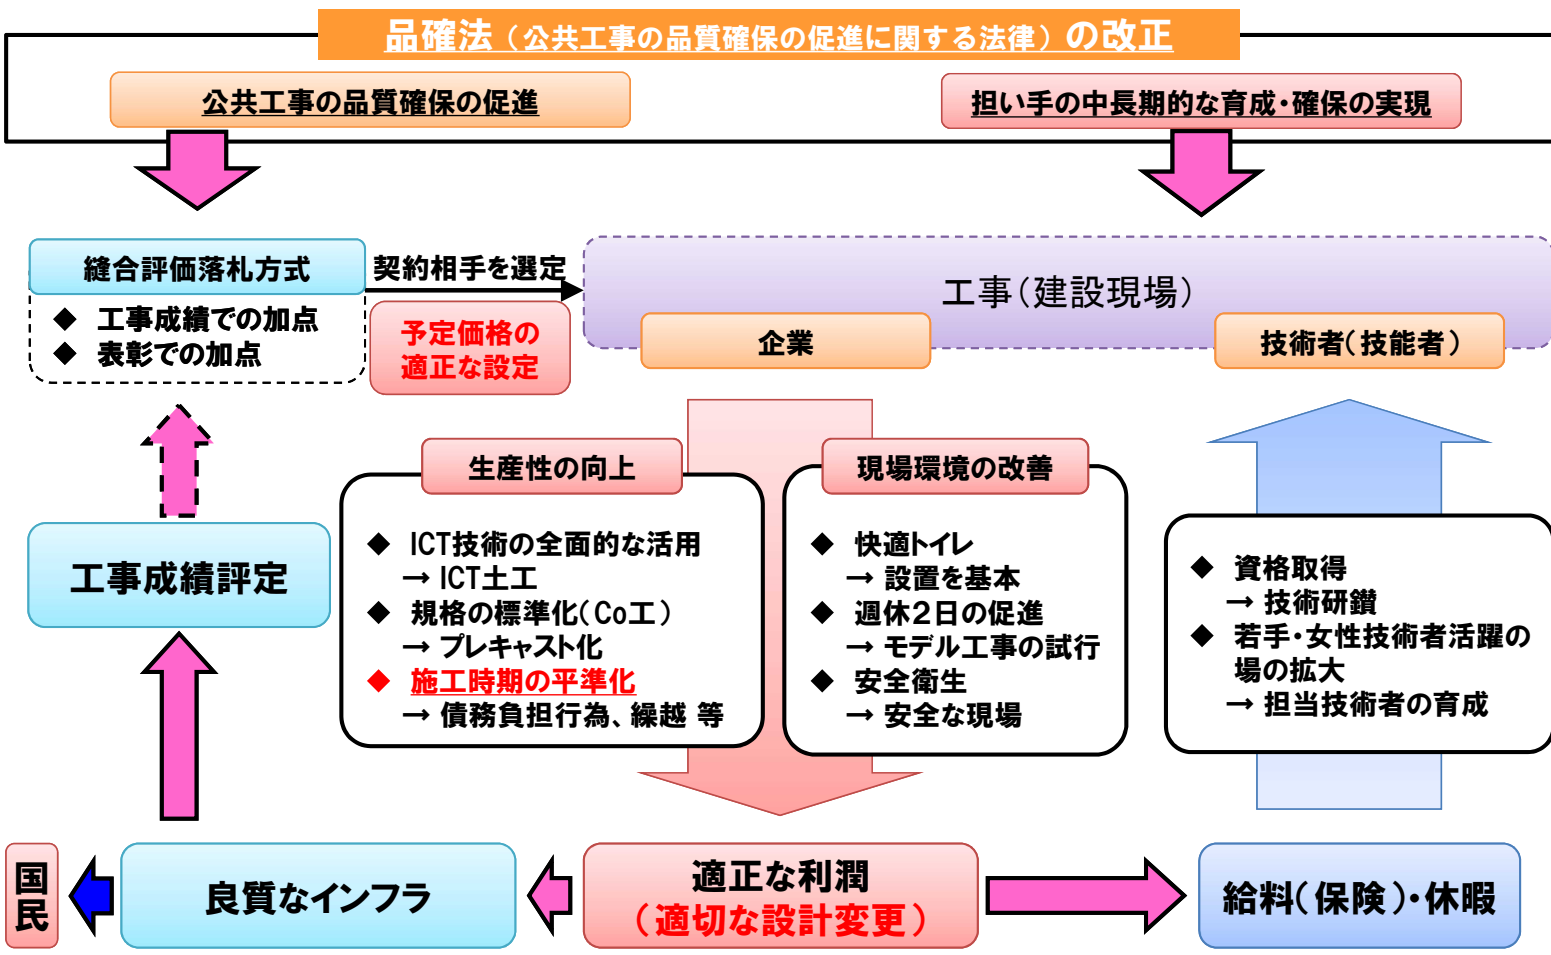 品確法（公共工事の品質確保の促進に関する法律）の改正
公共工事の品質確保の促進
担い手の中長期的な育成・確保の実現
縫合評価落札方式
◆ 工事成績での加点
◆ 表彰での加点
契約相手を選定
予定価格の
適正な設定
工事（建設現場）
企業
技術者（技能者）
生産性の向上
◆ ICT技術の全面的な活用
→ ICT土工
◆ 規格の標準化（Co工）
→ プレキャスト化
◆ 施工時期の平準化
→ 債務負担行為、繰越 等
現場環境の改善
◆ 快適トイレ
→ 設置を基本
◆ 週休２日の促進
→ モデル工事の試行
◆ 安全衛生
→ 安全な現場
◆ 資格取得
→ 技術研鑽
◆ 若手・女性技術者活躍の
場の拡大
→ 担当技術者の育成
工事成績評定
国民
良質なインフラ
適正な利潤
（適切な設計変更）
給料（保険）・休暇